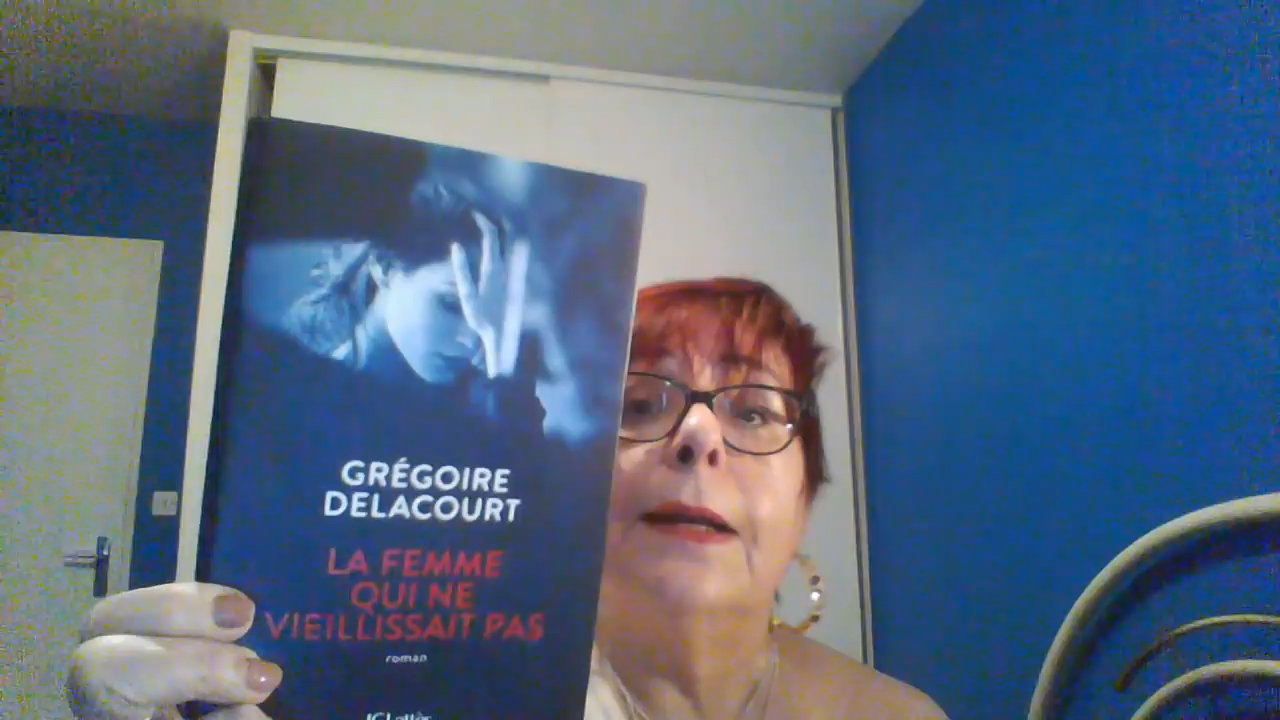 GRÉGOIRE
DELACOURT
LA FEMME
QUI NE
VIEILLISSAIT PAS
roman